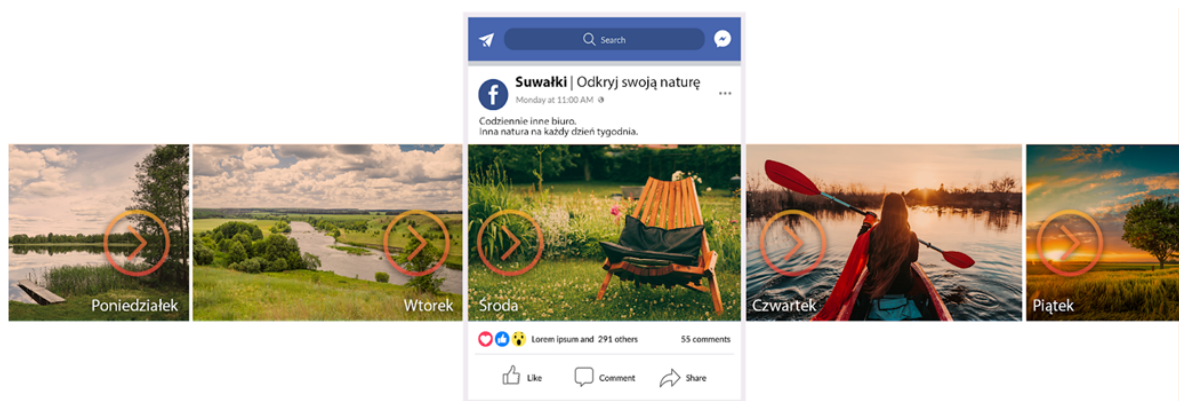 Search
Suwałki | Odkryj swoją naturę
Monday at 11:00 AM
Codziennie inne biuro.
Inna natura na każdy dzień tygodnia.
Poniedziałek
Wtorek
Środa
Czwartek
Piątek
Lorem ipsum and 291 others
55 comments
Like
Comment
Share